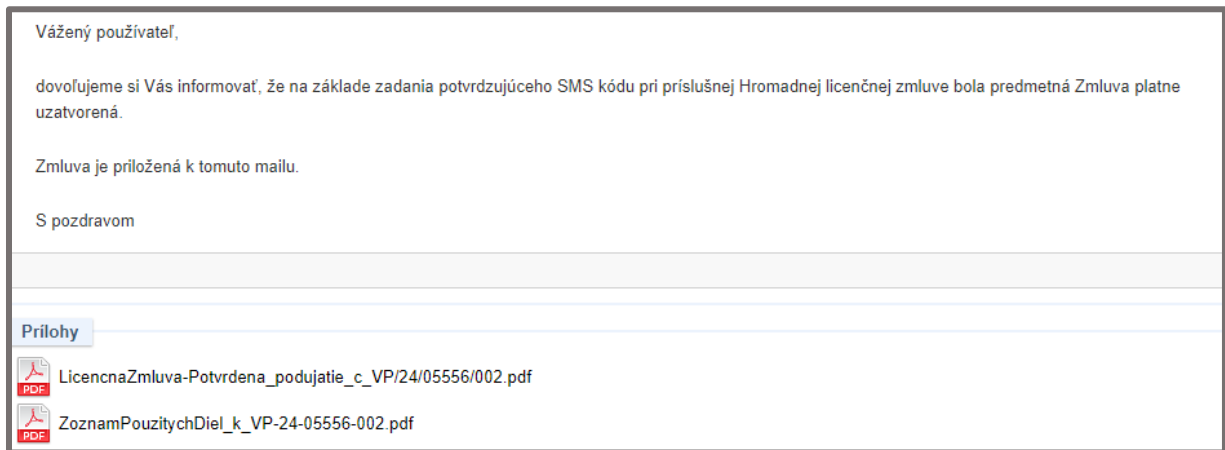 Vážený používateľ,
dovoľujeme si Vás informovať, že na základe zadania potvrdzujúceho SMS kódu pri príslušnej Hromadnej licenčnej zmluve bola predmetná Zmluva platne
uzatvorená.
Zmluva je priložená k tomuto mailu.
S pozdravom
Prílohy
PDF LicencnaZmluva-Potvrdena_podujatie_c_VP/24/05556/002.pdf
PDF ZoznamPouzitychDiel_k_VP-24-05556-002.pdf